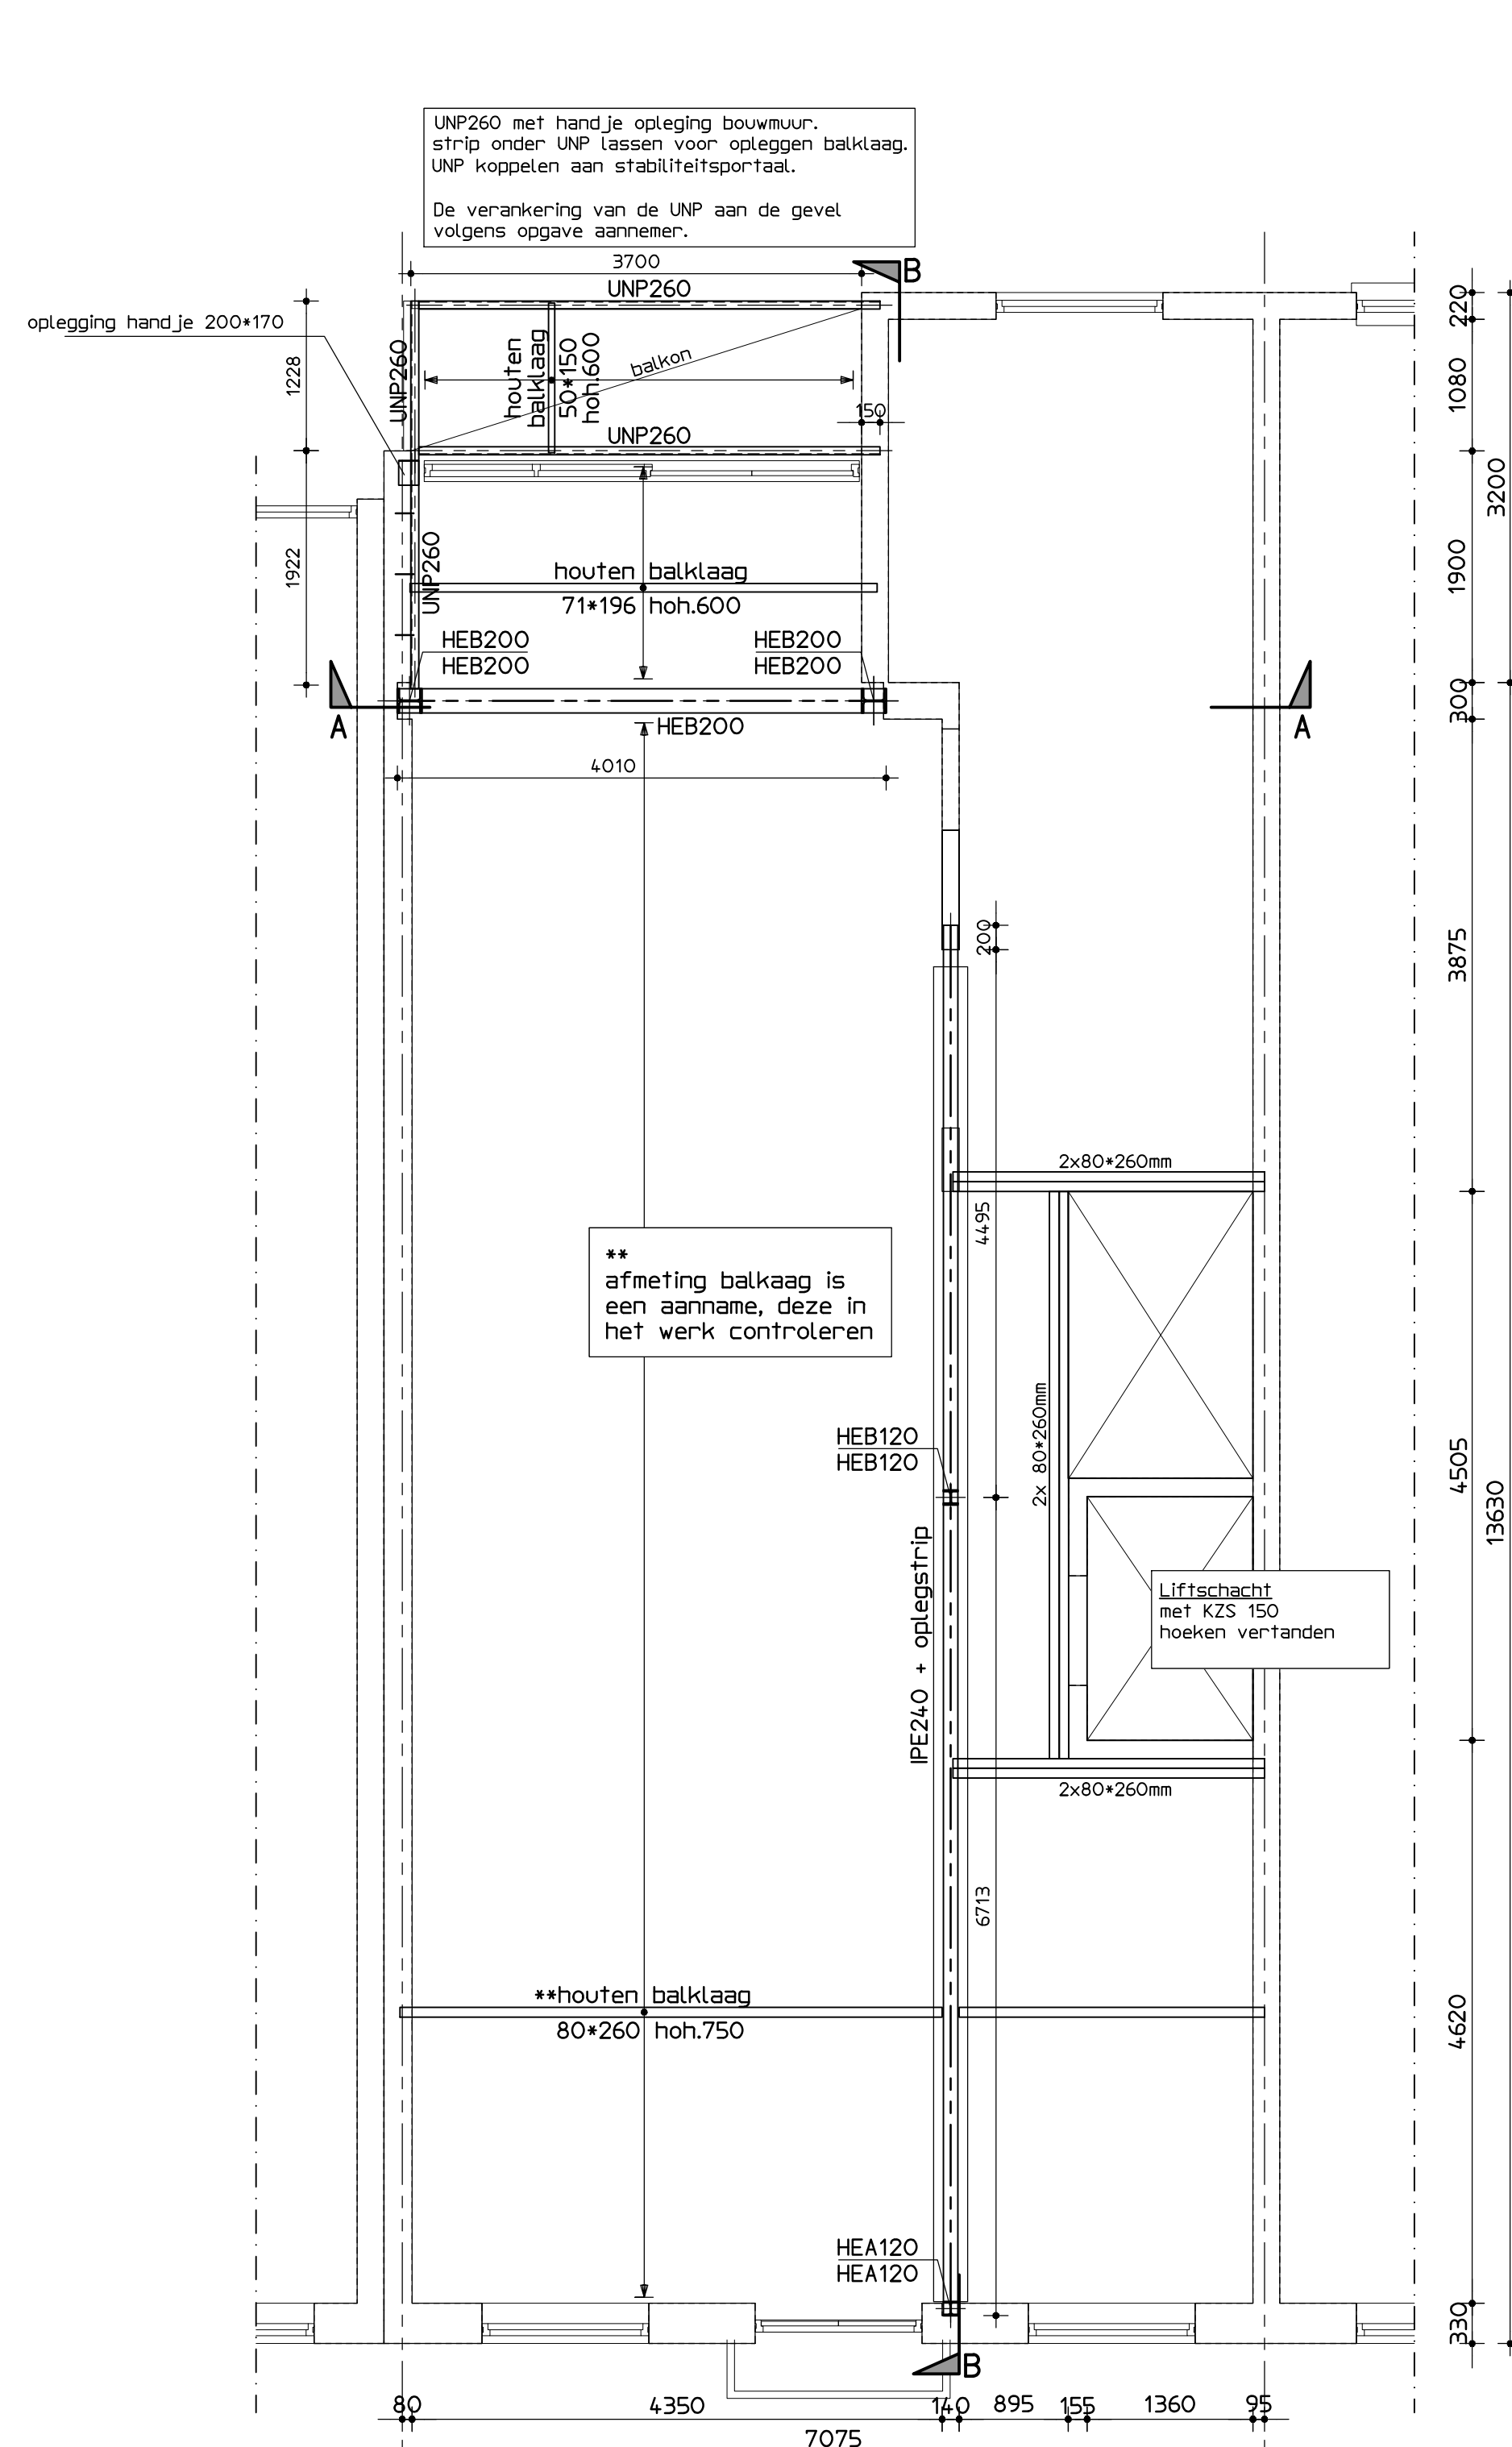 UNP260 met handje opleging bouwmuur.
strip onder UNP lassen voor opleggen balklaag.
UNP koppelen aan stabiliteitsportaal.
De verankering van de UNP aan de gevel
volgens opgave aannemer.
3700
B
UNP260
oplegging handje 200*170
220
1228
UNP260
houten
balklaag
50*150
hoh.600
balkon
1080
150
UNP260
3200
1922
UNP260
houten balklaag
71*196 hoh.600
1900
HEB200
HEB200
HEB200
HEB200
A
HEB200
300
A
4010
200
3875
2x80*260mm
4495
**
afmeting balkaag is
een aanname, deze in
het werk controleren
2x 80*260mm
HEB120
HEB120
4505
13630
IPE240 + oplegstrip
Liftschacht
met KZS 150
hoeken vertanden
2x80*260mm
6713
**houten balklaag
80*260 hoh.750
4620
HEA120
HEA120
330
B
80
4350
140
895
155
1360
95
7075